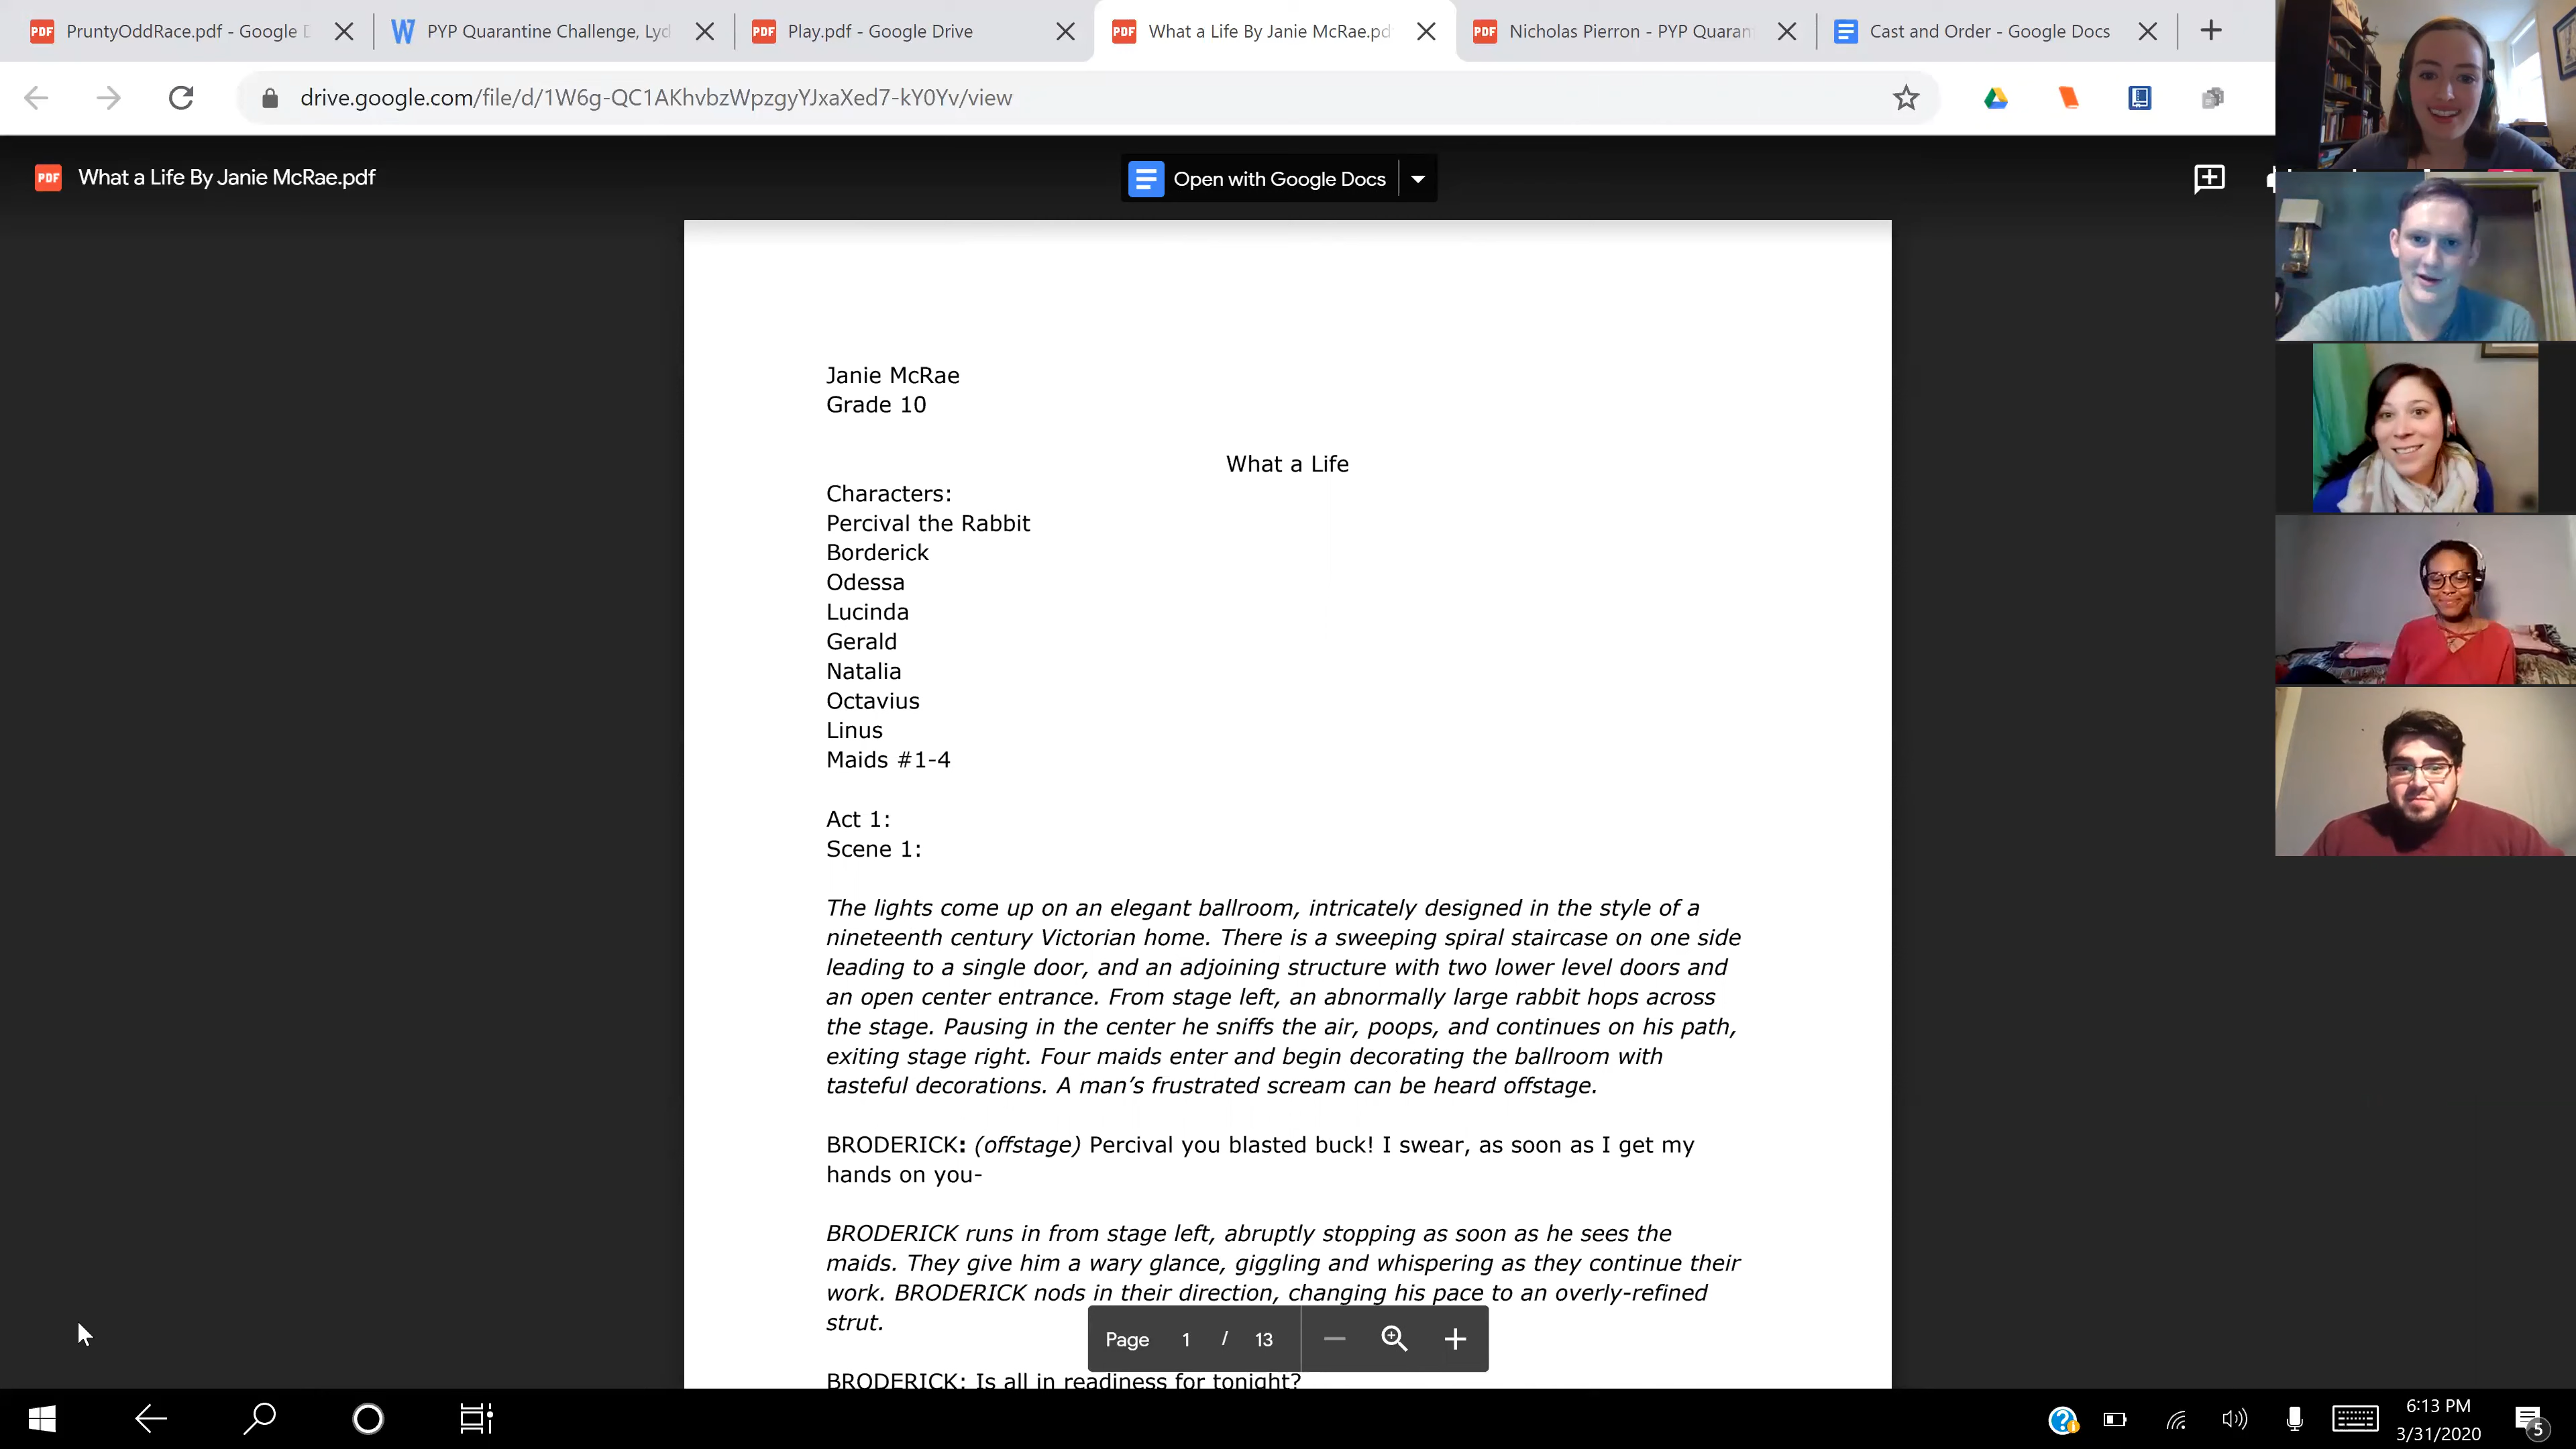 PruntyOddRace.pdf - Google D
PYP Quarantine Challenge, Lyd
Play.pdf - Google Drive
What a Life By Janie McRae.pd
Nicholas Pierron - PYP Quaran
Cast and Order - Google Docs
drive.google.com/file/d/1W6g-QC1AKhvbzWpzgyYJxaXed7-kY0Yv/view
PDF What a Life By Janie McRae.pdf
Open with Google Docs
Janie McRae
Grade 10
What a Life
Characters:
Percival the Rabbit
Borderick
Odessa
Lucinda
Gerald
Natalia
Octavius
Linus
Maids #1-4
Act 1:
Scene 1:
The lights come up on an elegant ballroom, intricately designed in the style of a
nineteenth century Victorian home. There is a sweeping spiral staircase on one side
leading to a single door, and an adjoining structure with two lower level doors and
an open center entrance. From stage left, an abnormally large rabbit hops across
the stage. Pausing in the center he sniffs the air, poops, and continues on his path,
exiting stage right. Four maids enter and begin decorating the ballroom with
tasteful decorations. A man’s frustrated scream can be heard offstage.
BRODERICK: (offstage) Percival you blasted buck! I swear, as soon as I get my
hands on you-
BRODERICK runs in from stage left, abruptly stopping as soon as he sees the
maids. They give him a wary glance, giggling and whispering as they continue their
work. BRODERICK nods in their direction, changing his pace to an overly-refined
strut.
Page 1 / 13
BRODERICK: Is all in readiness for tonight?
6:13 PM
3/31/2020
5